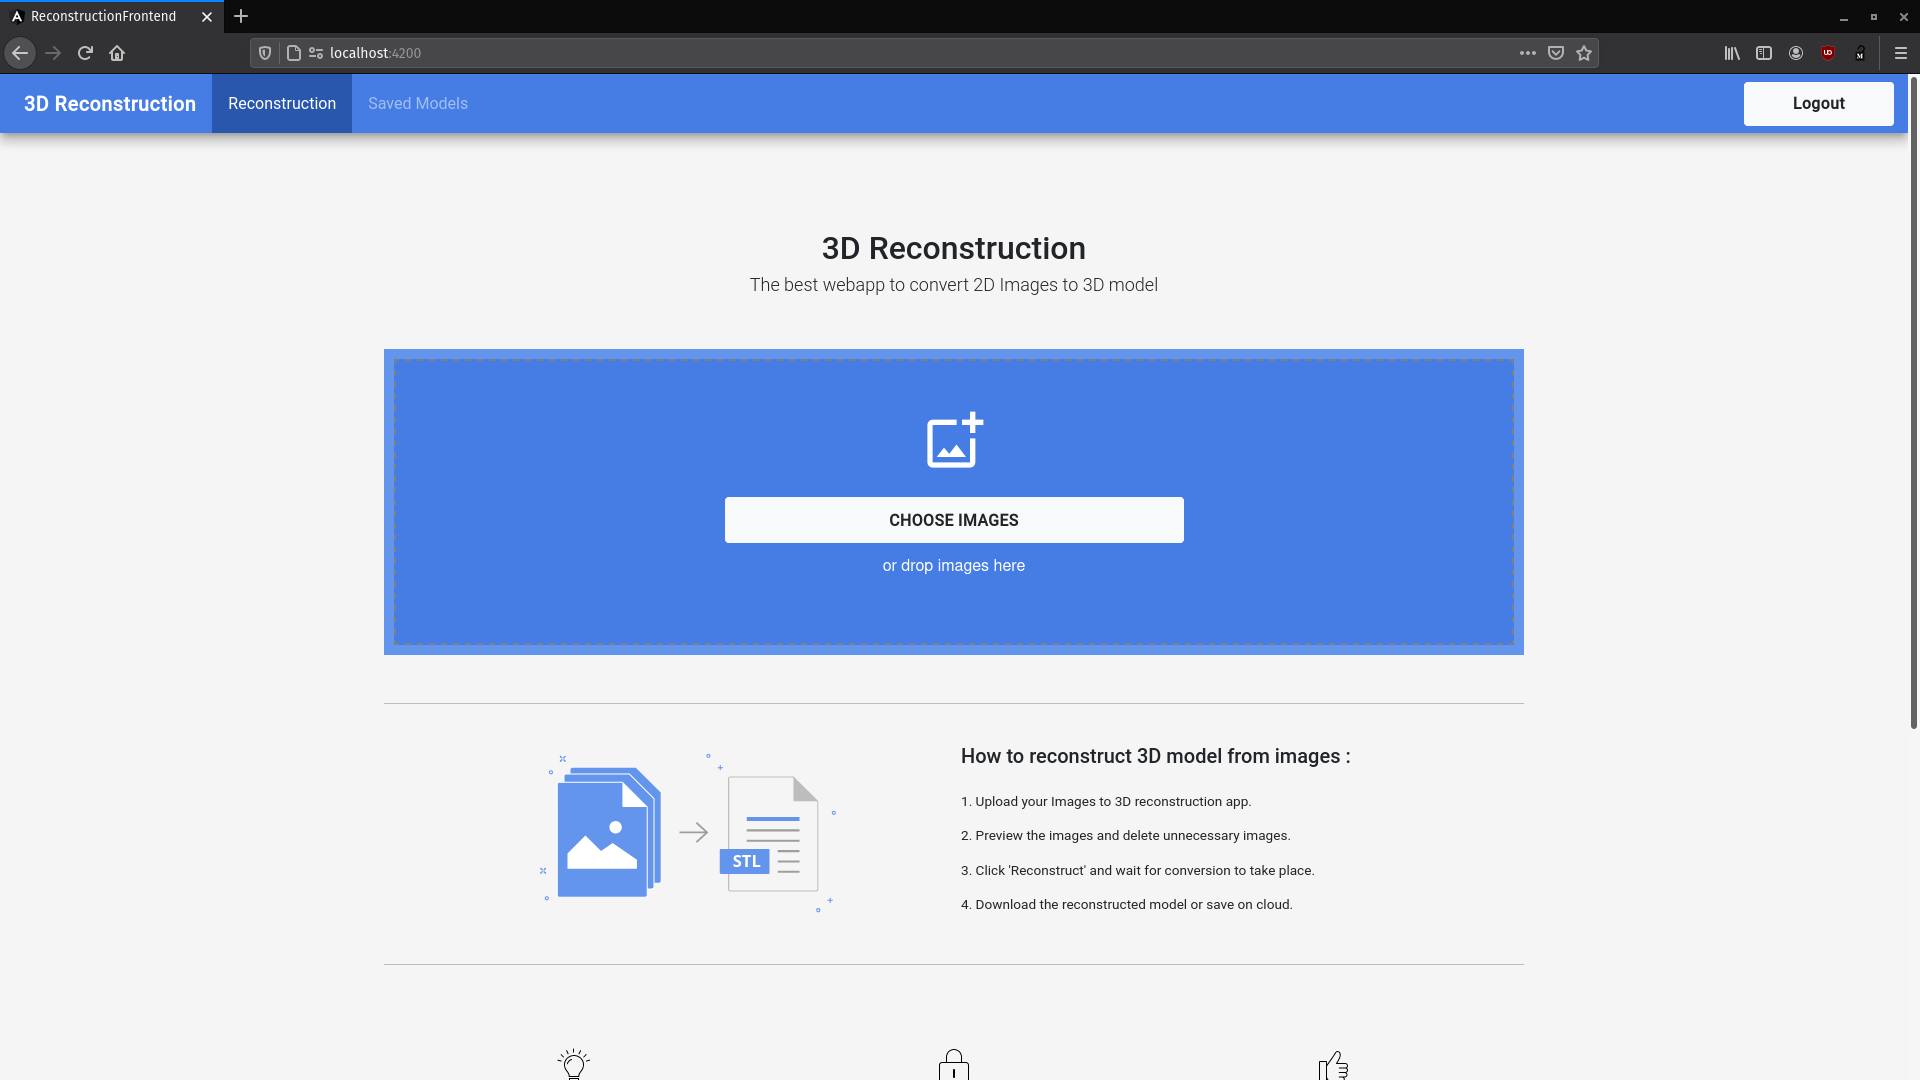 ReconstructionFrontend
localhost:4200
3D Reconstruction
Reconstruction
Saved Models
Logout
3D Reconstruction
The best webapp to convert 2D Images to 3D model
CHOOSE IMAGES
or drop images here
STL
How to reconstruct 3D model from images :
1. Upload your Images to 3D reconstruction app.
2. Preview the images and delete unnecessary images.
3. Click 'Reconstruct' and wait for conversion to take place.
4. Download the reconstructed model or save on cloud.